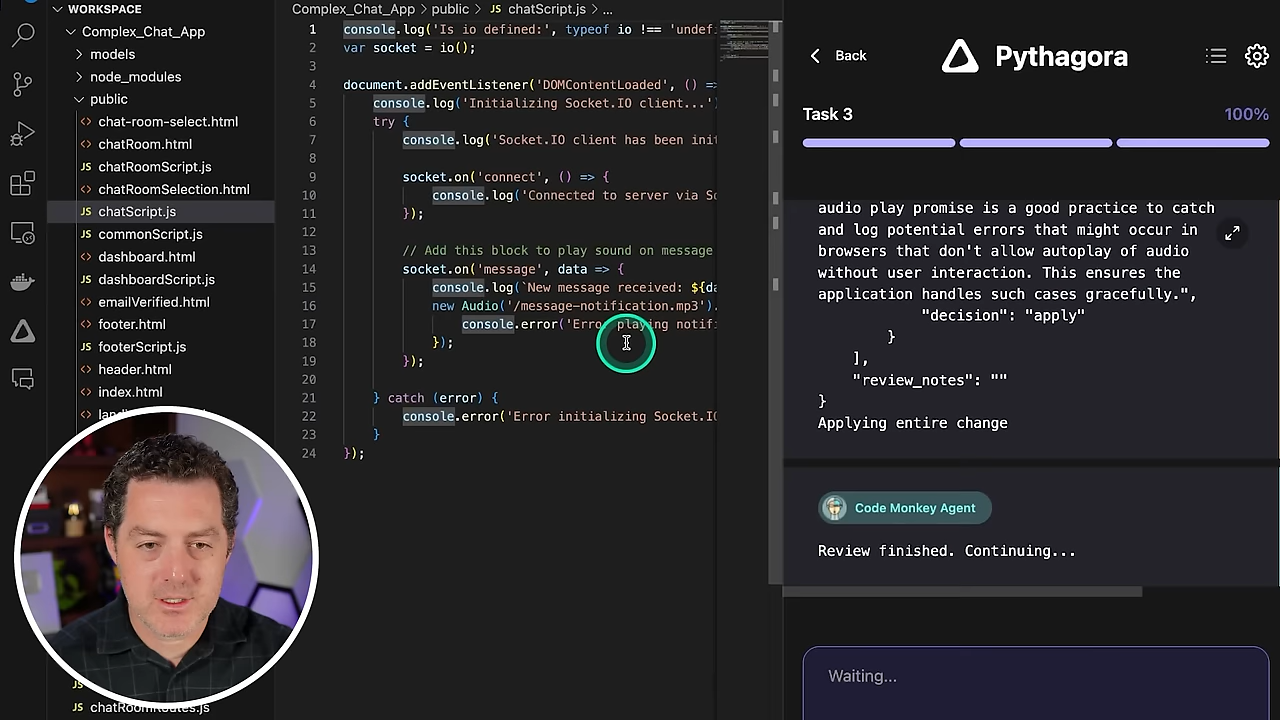 WORKSPACE
Complex_Chat_App
models
node_modules
public
chat-room-select.html
chatRoom.html
JS chatRoomScript.js
chatRoomSelection.html
JS chatScript.js
JS commonScript.js
dashboard.html
JS dashboardScript.js
emailVerified.html
footer.html
JS footerScript.js
header.html
index.html
JS
chatRoomRoutes.js
Complex_Chat_App > public > JS chatScript.js > ...
1 console.log('Is io defined:', typeof io !== 'undef
2 var socket = io();
3
4 document.addEventListener('DOMContentLoaded', () =>
5 console.log('Initializing Socket.IO client...'
6 try {
7 console.log('Socket.IO client has been init
8
9 socket.on('connect', () => {
10 console.log('Connected to server via So
11 });
12
13 // Add this block to play sound on message
14 socket.on('message', data => {
15 console.log(`New message received: ${da
16 new Audio('/message-notification.mp3').
17 console.error('Error playing notifi
18 });
19 });
20
21 } catch (error) {
22 console.error('Error initializing Socket.IO
23 }
24 });
Back
Pythagora
Task 3
100%
audio play promise is a good practice to catch
and log potential errors that might occur in
browsers that don't allow autoplay of audio
without user interaction. This ensures the
application handles such cases gracefully.",
"decision": "apply"
}
],
"review_notes": ""
}
Applying entire change
Code Monkey Agent
Review finished. Continuing...
Waiting...